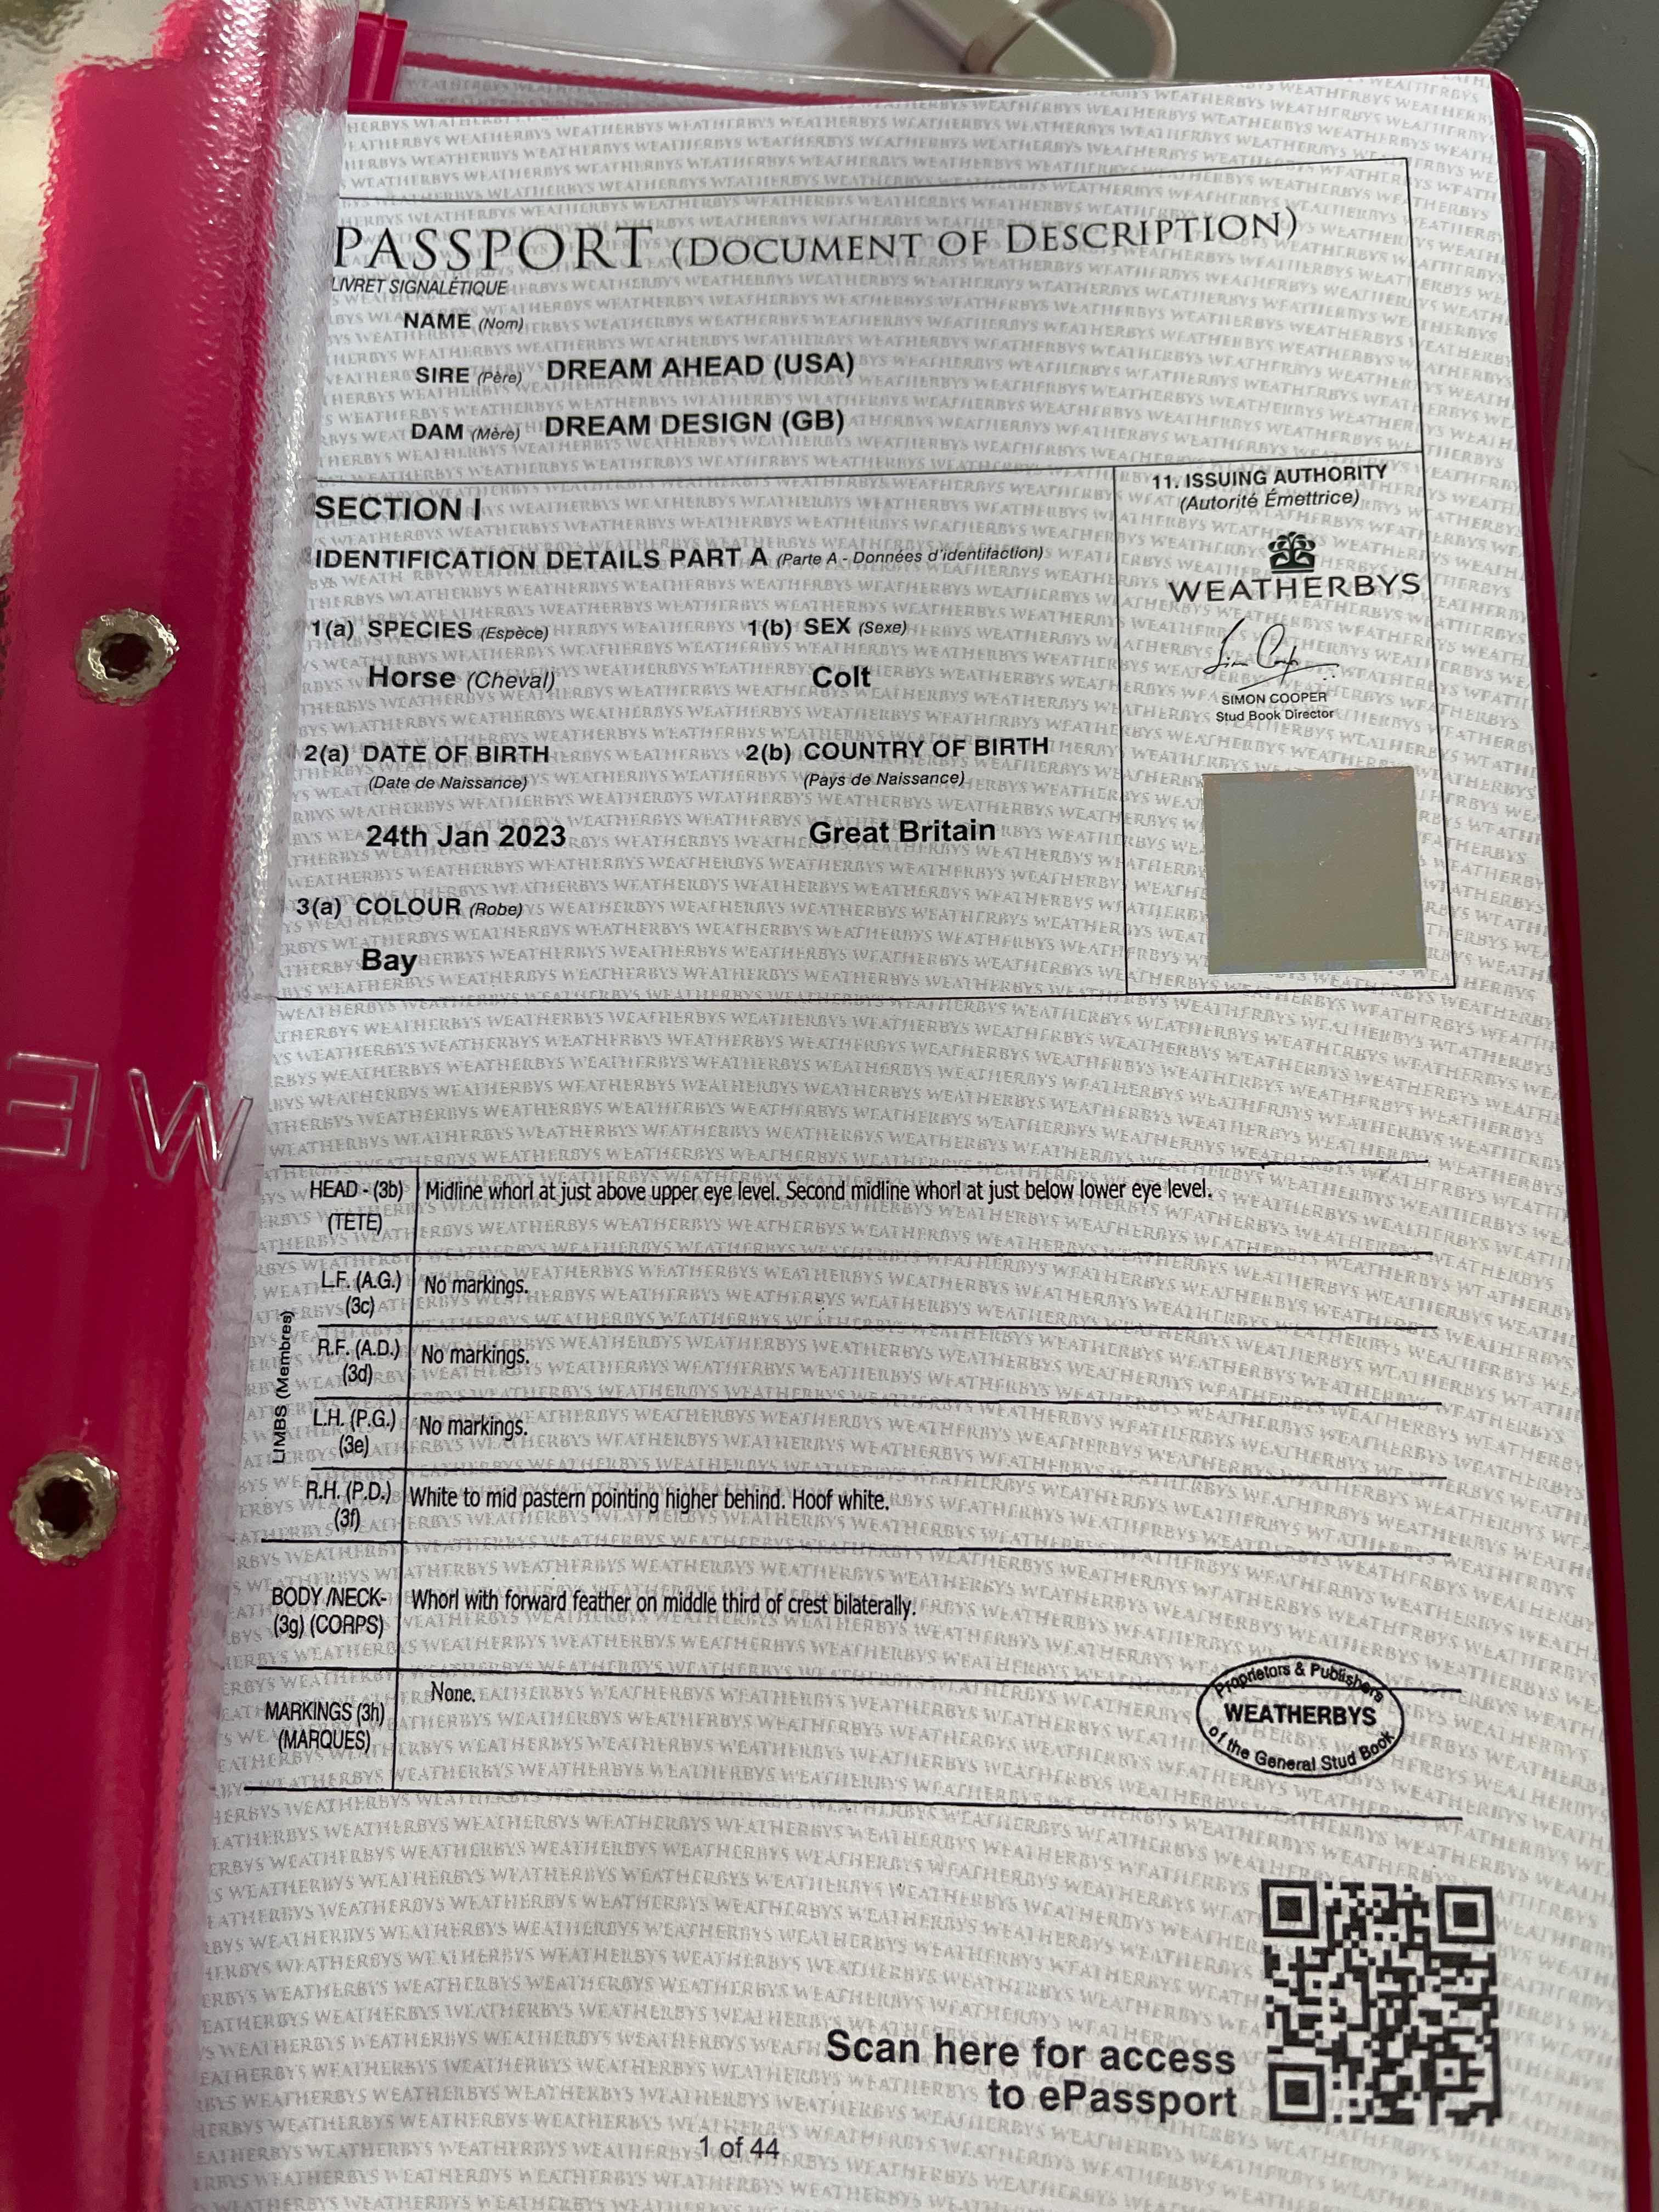 PASSPORT (DOCUMENT OF DESCRIPTION)
LIVRET SIGNALÉTIQUE
NAME (Nom)
SIRE (Père) DREAM AHEAD (USA)
DAM (Mère) DREAM DESIGN (GB)
SECTION I
IDENTIFICATION DETAILS PART A (Parte A - Données d'identifaction)
1(a) SPECIES (Espèce) 1(b) SEX (Sexe)
Horse (Cheval) Colt
2(a) DATE OF BIRTH 2(b) COUNTRY OF BIRTH
(Date de Naissance) (Pays de Naissance)
24th Jan 2023 Great Britain
3(a) COLOUR (Robe)
Bay
11. ISSUING AUTHORITY
(Autorité Émettrice)
WEATHERBYS
SIMON COOPER
Stud Book Director
WE
HEAD - (3b) Midline whorl at just above upper eye level. Second midline whorl at just below lower eye level.
(TETE)
LIMBS (Membres)
L.F. (A.G.) No markings.
(3c)
R.F. (A.D.) No markings.
(3d)
L.H. (P.G.) No markings.
(3e)
R.H. (P.D.) White to mid pastern pointing higher behind. Hoof white.
(3f)
BODY /NECK- Whorl with forward feather on middle third of crest bilaterally.
(3g) (CORPS)
MARKINGS (3h) None.
(MARQUES)
Proprietors & Publishers
WEATHERBYS
of the General Stud Book
Scan here for access
to ePassport
1 of 44